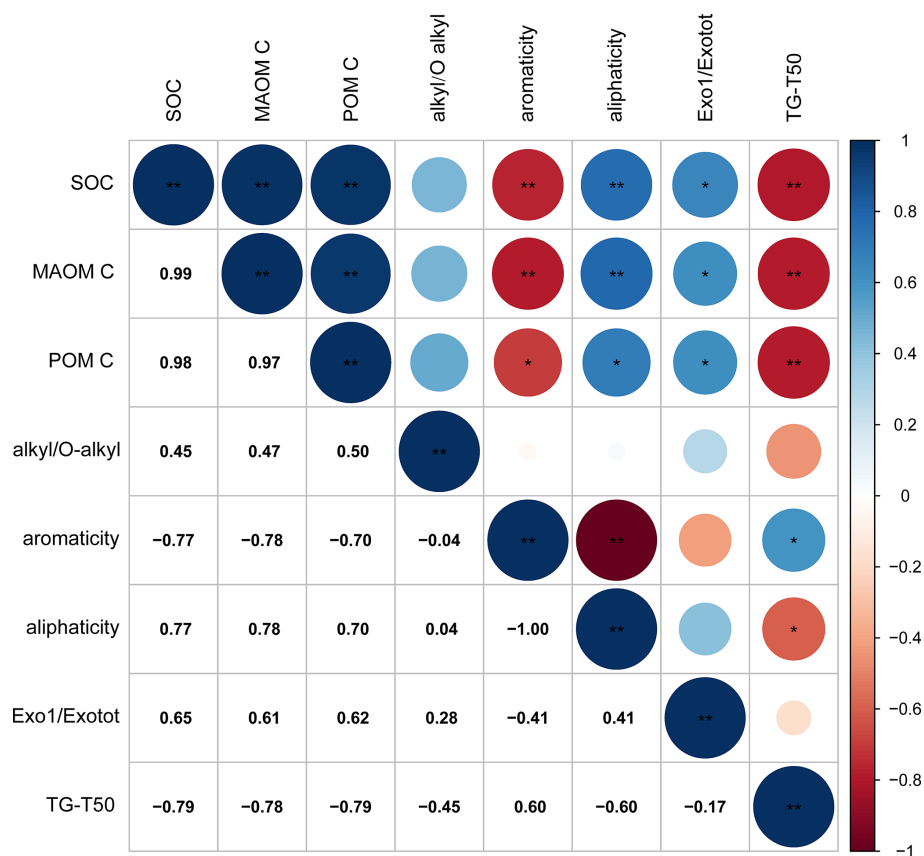 SOC MAOM C POM C alkyl/O alkyl aromaticity aliphaticity Exo1/Exotot TG-T50
SOC ** ** ** ** ** * ** 1
0.8
MAOM C 0.99 ** ** ** ** * **
0.6
POM C 0.98 0.97 ** * * * **
0.4
0.2
alkyl/O-alkyl 0.45 0.47 0.50 **
0
aromaticity −0.77 −0.78 −0.70 −0.04 ** ** *
−0.2
aliphaticity 0.77 0.78 0.70 0.04 −1.00 ** *
−0.4
−0.6
Exo1/Exotot 0.65 0.61 0.62 0.28 −0.41 0.41 **
−0.8
TG-T50 −0.79 −0.78 −0.79 −0.45 0.60 −0.60 −0.17 **
−1